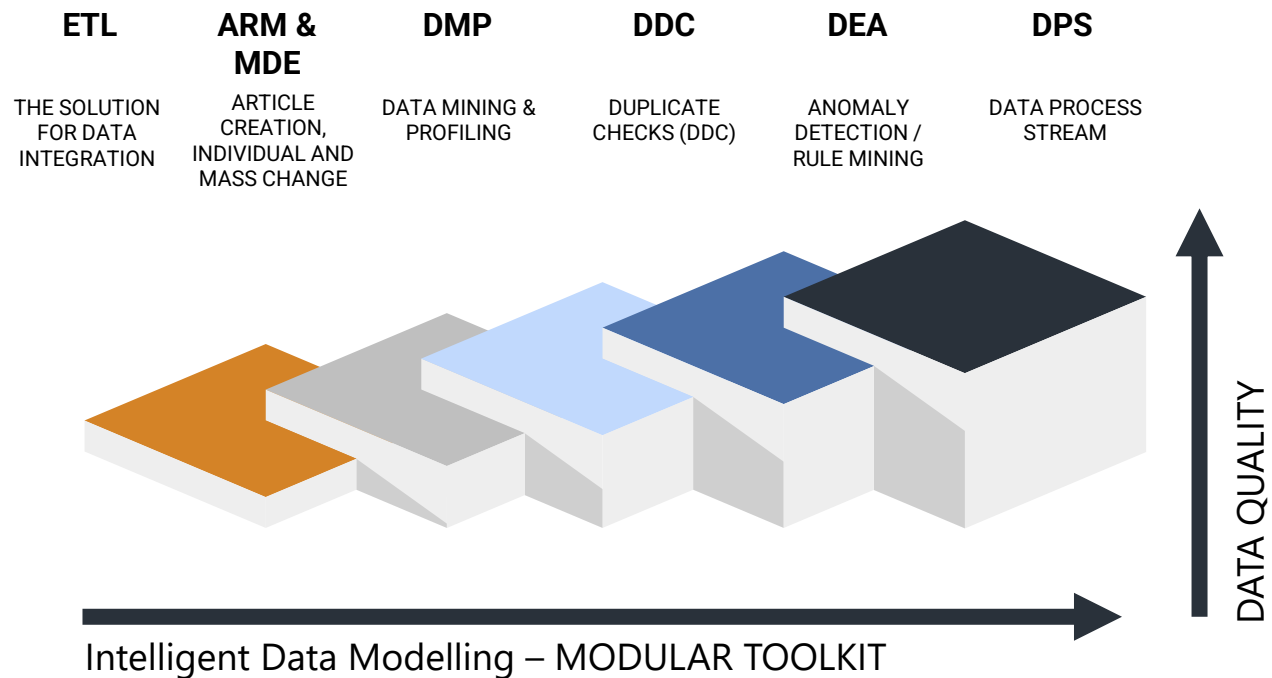 ETL
THE SOLUTION
FOR DATA
INTEGRATION
ARM &
MDE
ARTICLE
CREATION,
INDIVIDUAL AND
MASS CHANGE
DMP
DATA MINING &
PROFILING
DDC
DUPLICATE
CHECKS (DDC)
DEA
ANOMALY
DETECTION /
RULE MINING
DPS
DATA PROCESS
STREAM
DATA QUALITY
Intelligent Data Modelling – MODULAR TOOLKIT